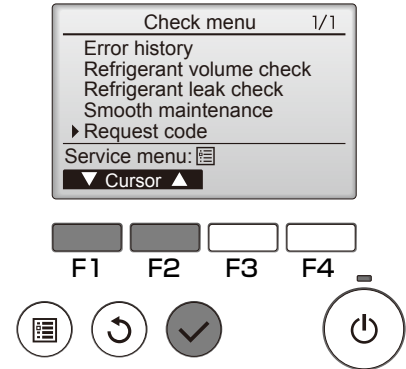 Check menu 1/1
Error history
Refrigerant volume check
Refrigerant leak check
Smooth maintenance
Request code
Service menu:
▼ Cursor ▲
F1 F2 F3 F4